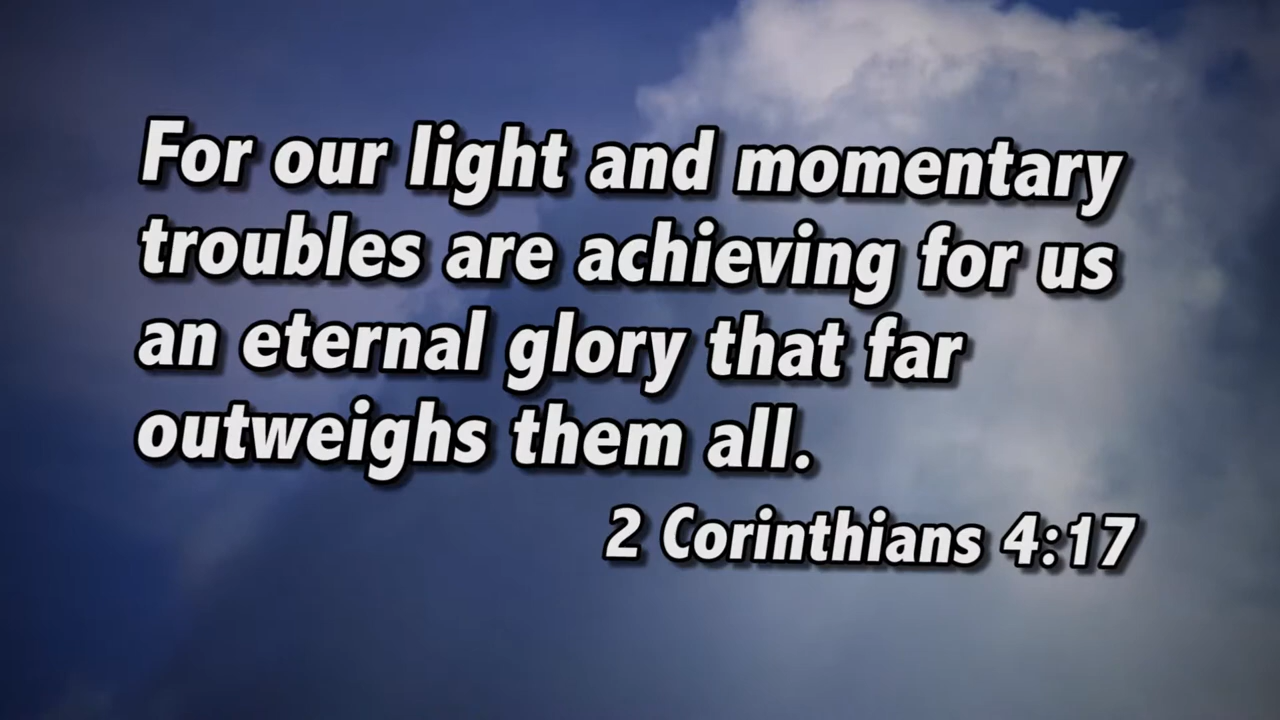 For our light and momentary
troubles are achieving for us
an eternal glory that far
outweighs them all.
2 Corinthians 4:17